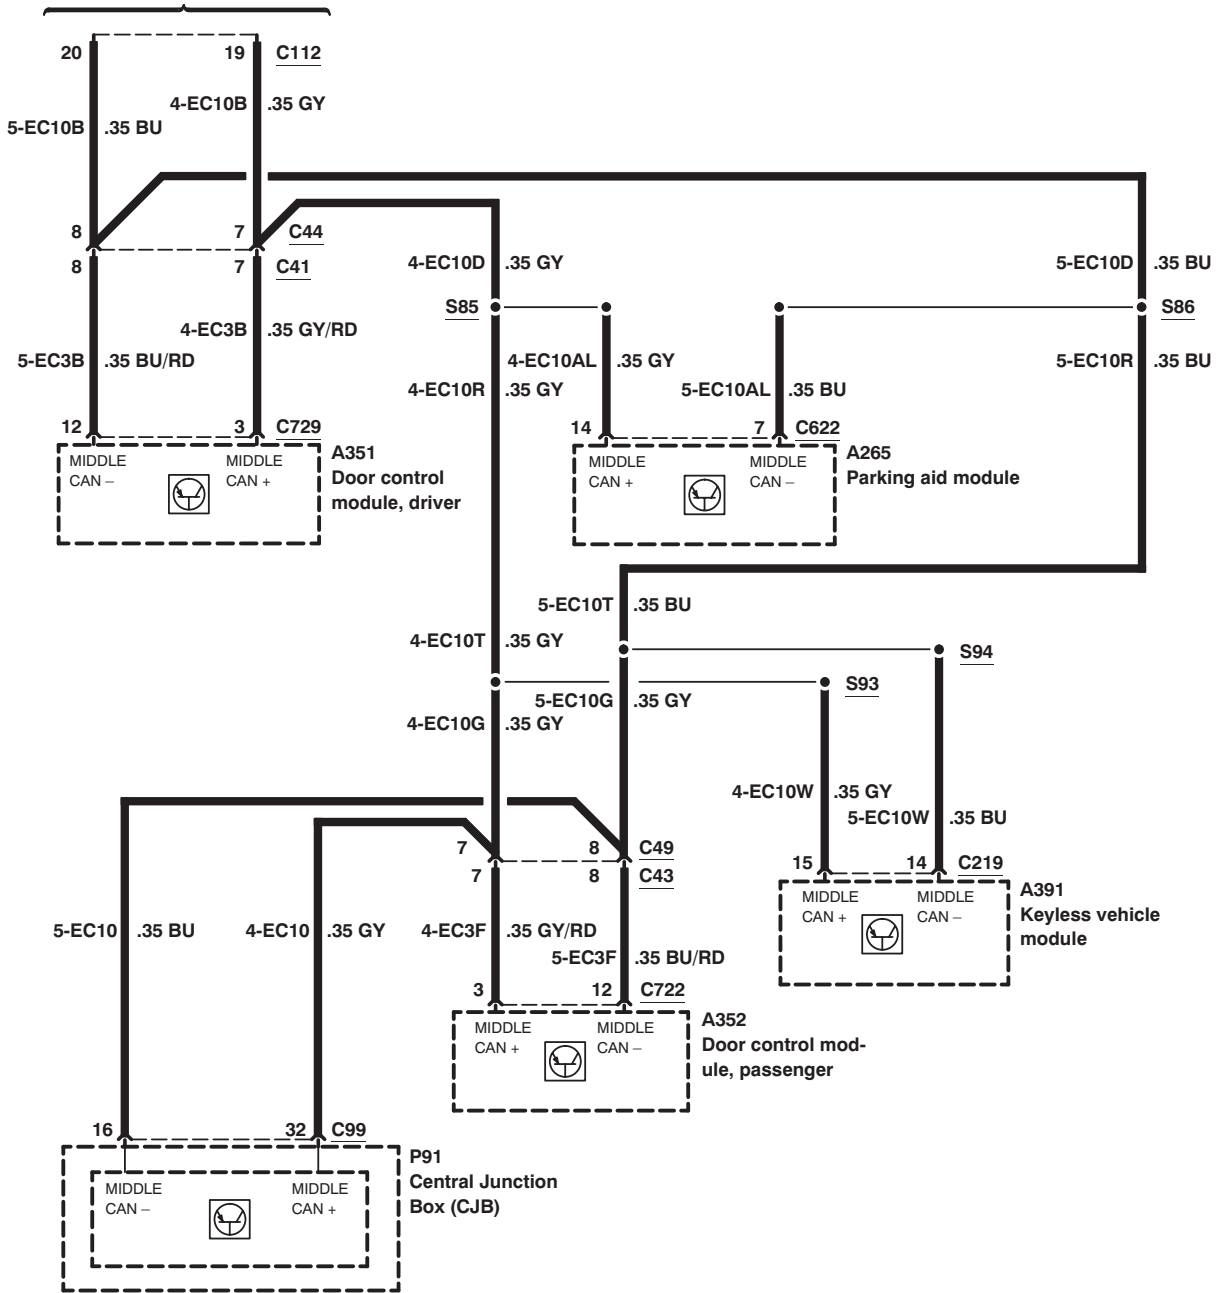 20 19 C112
4-EC10B .35 GY
5-EC10B .35 BU
8 7 C44
8 7 C41
4-EC10D .35 GY 5-EC10D .35 BU
S85 S86
4-EC3B .35 GY/RD
5-EC3B .35 BU/RD 4-EC10AL .35 GY 5-EC10R .35 BU
4-EC10R .35 GY 5-EC10AL .35 BU
12 3 C729 14 7 C622
A351
Door control
module, driver
MIDDLE
CAN –
MIDDLE
CAN +
A265
Parking aid module
MIDDLE
CAN +
MIDDLE
CAN –
5-EC10T .35 BU
4-EC10T .35 GY
S94
S93
5-EC10G .35 GY
4-EC10G .35 GY
4-EC10W .35 GY
5-EC10W .35 BU
7 8 C49
7 8 C43
15 14 C219
A391
Keyless vehicle
module
MIDDLE
CAN +
MIDDLE
CAN –
5-EC10 .35 BU 4-EC10 .35 GY 4-EC3F .35 GY/RD
5-EC3F .35 BU/RD
3 12 C722
A352
Door control mod-
ule, passenger
MIDDLE
CAN +
MIDDLE
CAN –
16 32 C99
P91
Central Junction
Box (CJB)
MIDDLE
CAN –
MIDDLE
CAN +